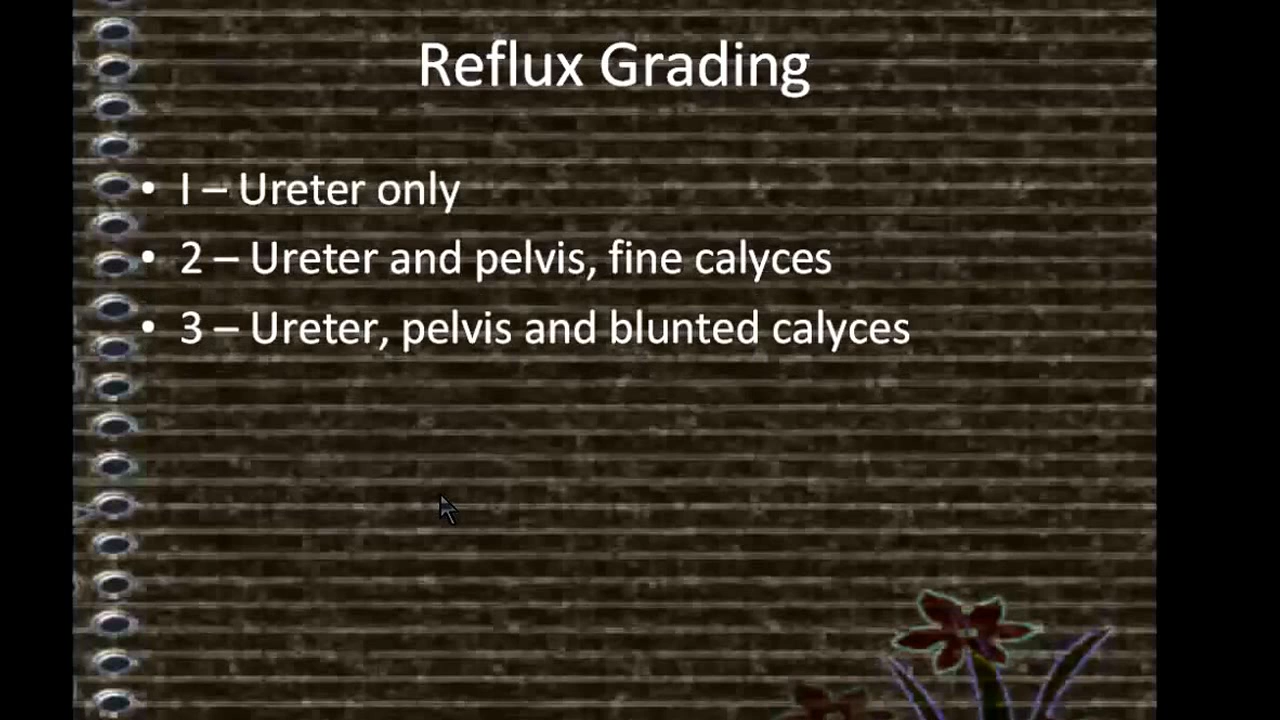 Reflux Grading
• I – Ureter only
• 2 – Ureter and pelvis, fine calyces
• 3 – Ureter, pelvis and blunted calyces